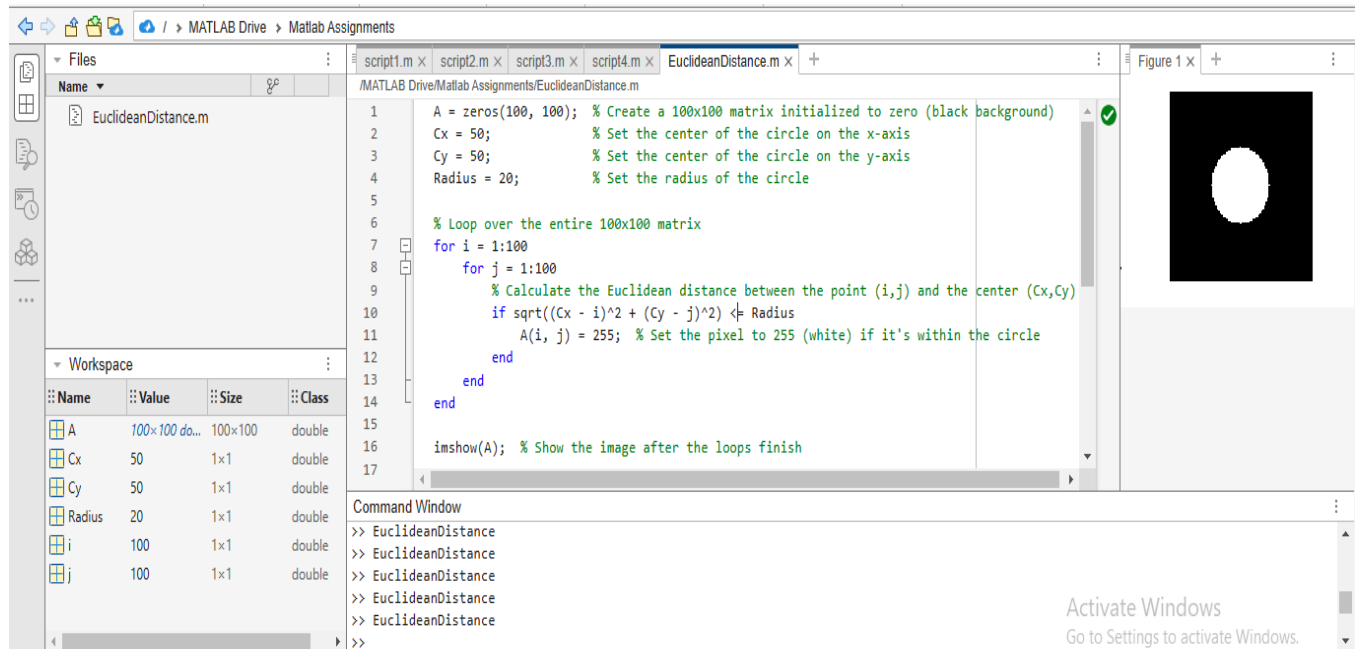 / > MATLAB Drive > Matlab Assignments
Files
Name
EuclideanDistance.m
Workspace
Name Value Size Class
A 100×100 do... 100×100 double
Cx 50 1×1 double
Cy 50 1×1 double
Radius 20 1×1 double
i 100 1×1 double
j 100 1×1 double
script1.m × script2.m × script3.m × script4.m × EuclideanDistance.m × +
/MATLAB Drive/Matlab Assignments/EuclideanDistance.m
1 A = zeros(100, 100); % Create a 100x100 matrix initialized to zero (black background)
2 Cx = 50; % Set the center of the circle on the x-axis
3 Cy = 50; % Set the center of the circle on the y-axis
4 Radius = 20; % Set the radius of the circle
5
6 % Loop over the entire 100x100 matrix
7 for i = 1:100
8 for j = 1:100
9 % Calculate the Euclidean distance between the point (i,j) and the center (Cx,Cy)
10 if sqrt((Cx - i)^2 + (Cy - j)^2) <= Radius
11 A(i, j) = 255; % Set the pixel to 255 (white) if it's within the circle
12 end
13 end
14 end
15
16 imshow(A); % Show the image after the loops finish
17
Figure 1 × +
Command Window
>> EuclideanDistance
>> EuclideanDistance
>> EuclideanDistance
>> EuclideanDistance
>> EuclideanDistance
>>
Activate Windows
Go to Settings to activate Windows.